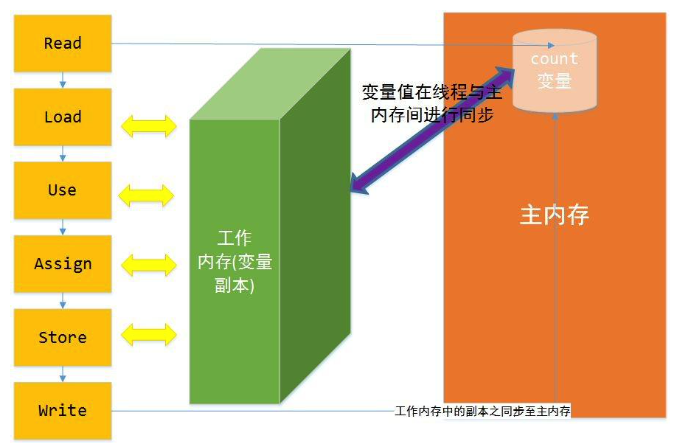 Read
Load
Use
Assign
Store
Write
工作
内存(变量
副本)
变量值在线程与主
内存间进行同步
count
变量
主内存
工作内存中的副本之同步至主内存